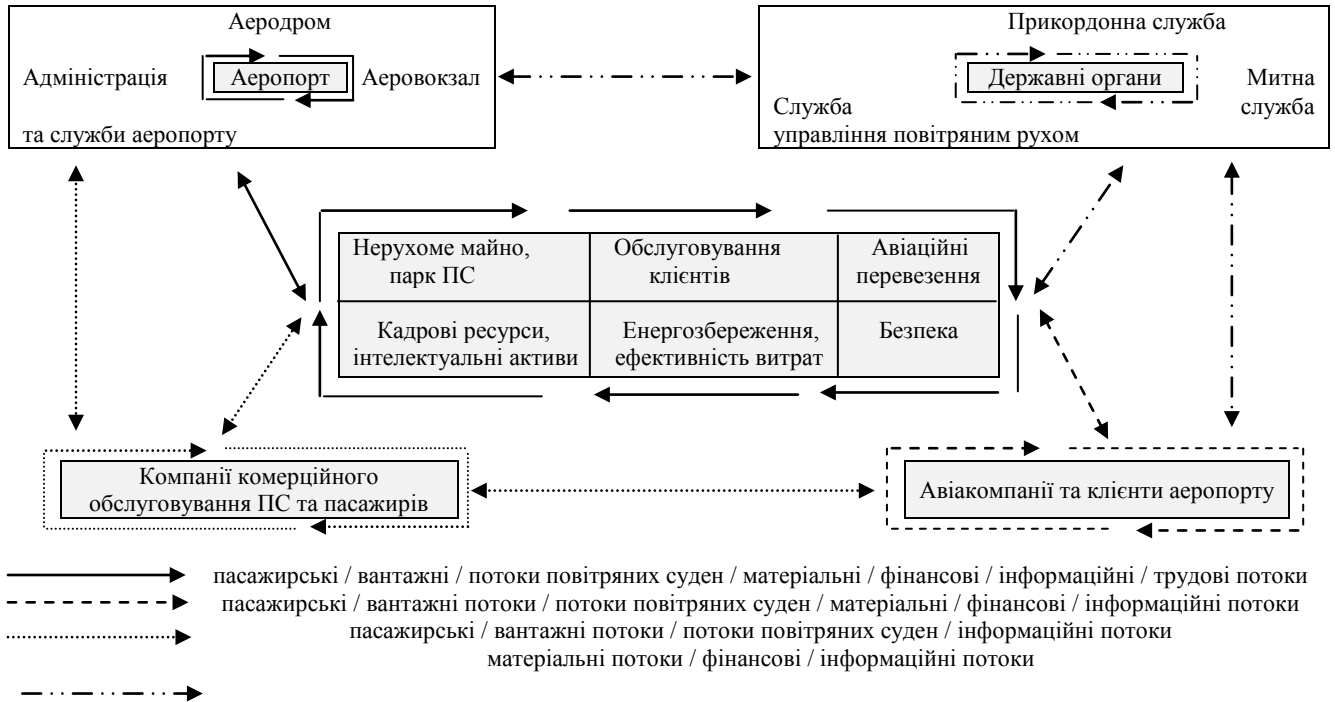 Аеродром
Адміністрація
Аеропорт
Аеровокзал
та служби аеропорту
Прикордонна служба
Державні органи
Митна
служба
Служба
управління повітряним рухом
Нерухоме майно,
парк ПС
Обслуговування
клієнтів
Авіаційні
перевезення
Кадрові ресурси,
інтелектуальні активи
Енергозбереження,
ефективність витрат
Безпека
Компанії комерційного
обслуговування ПС та пасажирів
Авіакомпанії та клієнти аеропорту
пасажирські / вантажні / потоки повітряних суден / матеріальні / фінансові / інформаційні / трудові потоки
пасажирські / вантажні потоки / потоки повітряних суден / матеріальні / фінансові / інформаційні потоки
пасажирські / вантажні потоки / потоки повітряних суден / інформаційні потоки
матеріальні потоки / фінансові / інформаційні потоки